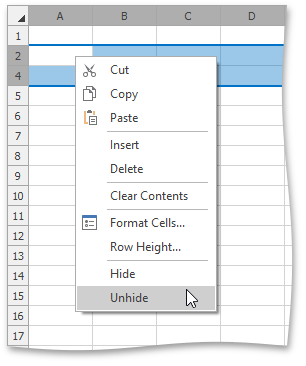 A B C D
1
2
4
Cut
5
Copy
6
Paste
7
Insert
8
Delete
9
Clear Contents
10
11
Format Cells...
12
Row Height...
13
Hide
14
Unhide
15
16
17